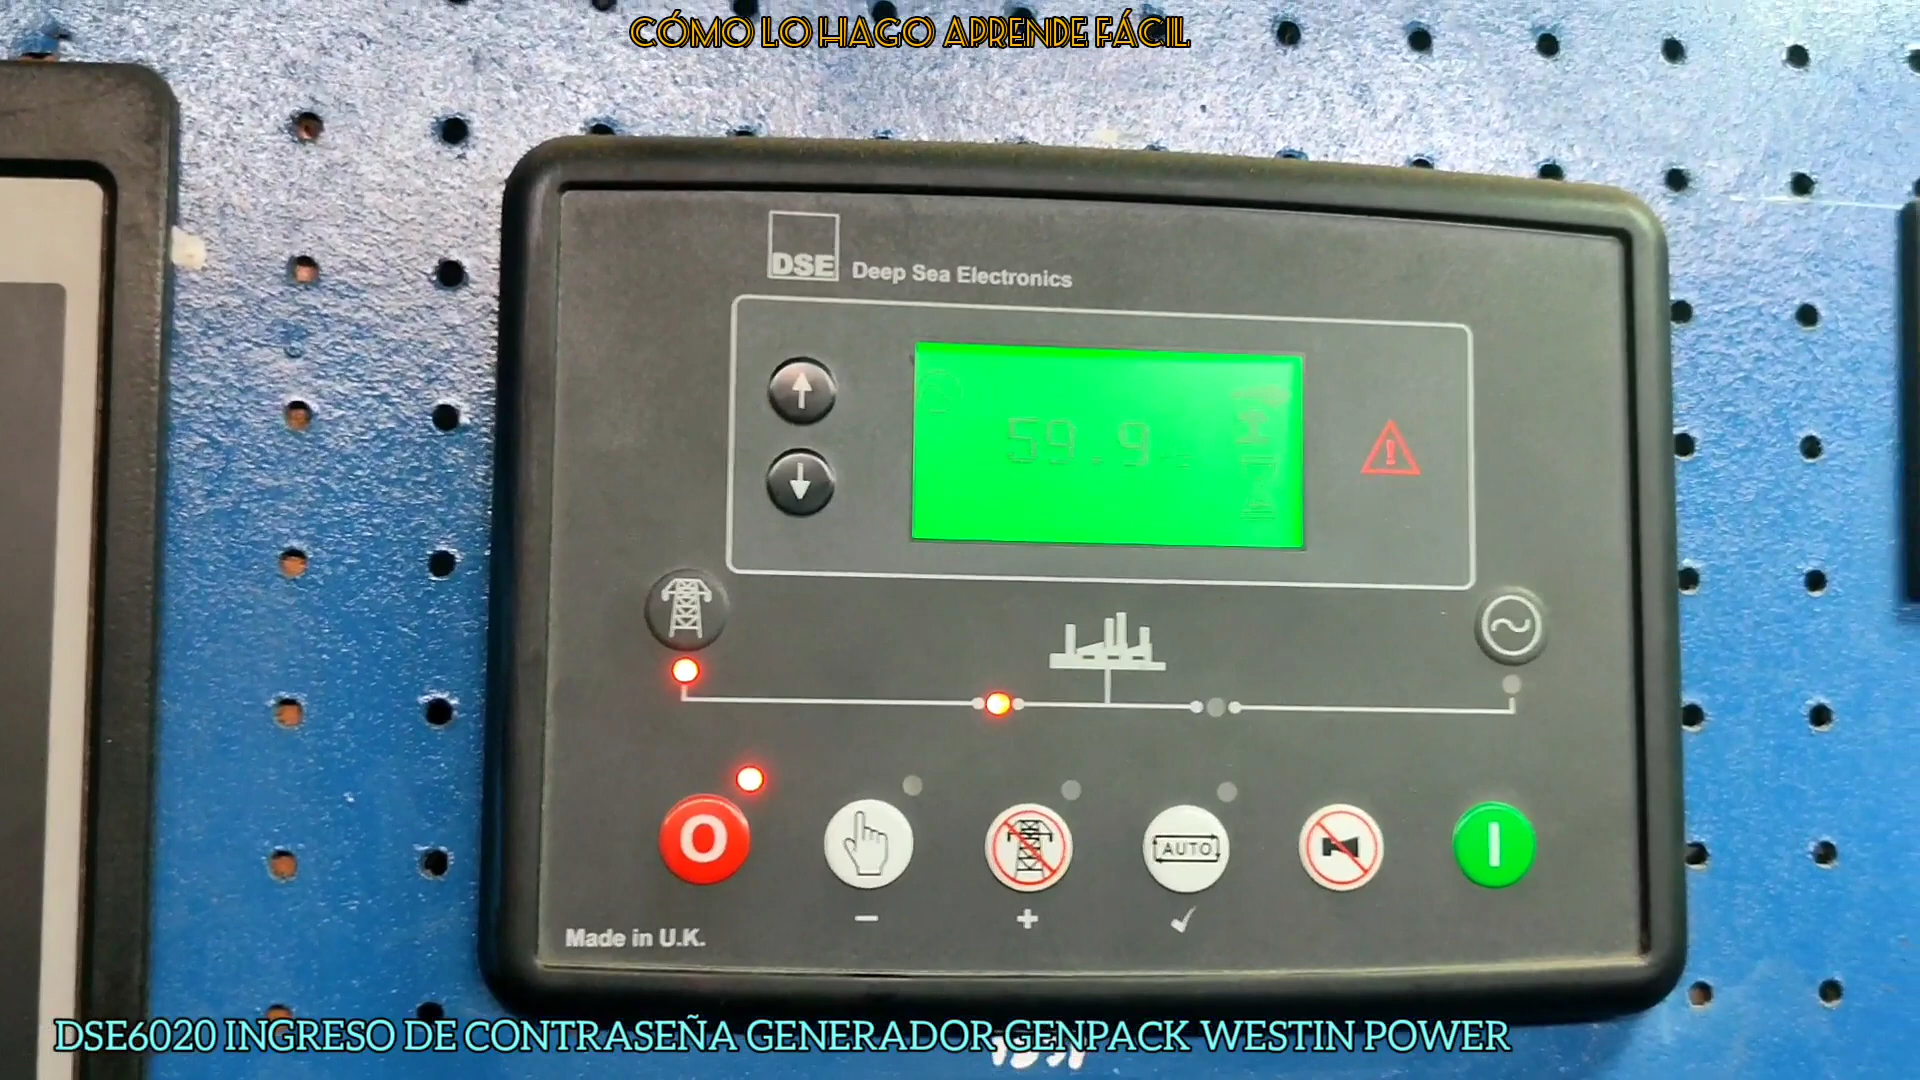 CÓMO LO HAGO APRENDE FÁCIL
DSE
Deep Sea Electronics
59.9
O
AUTO
I
- + ✓
Made in U.K.
DSE6020 INGRESO DE CONTRASEÑA GENERADOR GENPACK WESTIN POWER